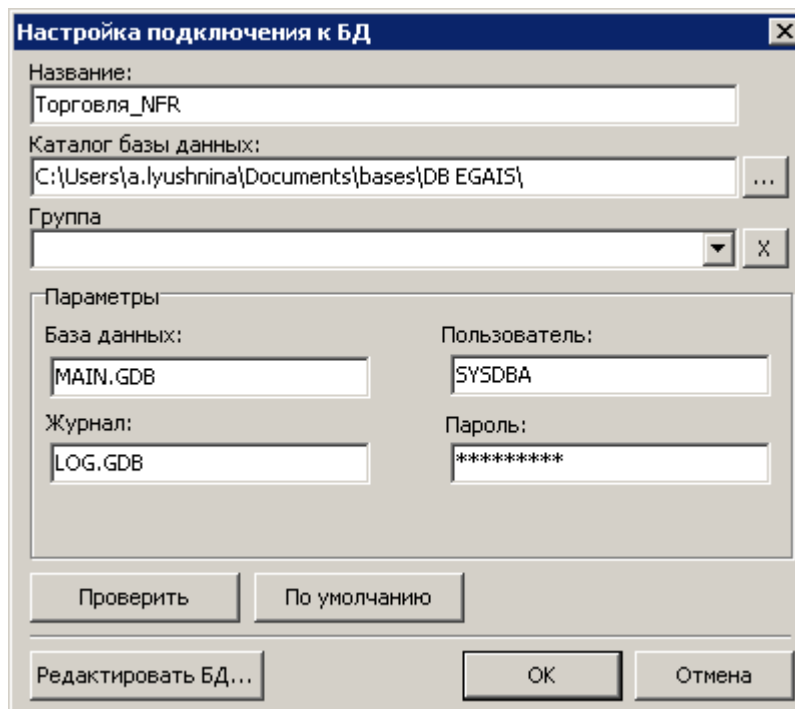 Настройка подключения к БД
Название:
Торговля_NFR
Каталог базы данных:
C:\Users\a.lyushnina\Documents\bases\DB EGAIS\
...
Группа
X
Параметры
База данных:
Пользователь:
MAIN.GDB
SYSDBA
Журнал:
Пароль:
LOG.GDB
*********
Проверить
По умолчанию
Редактировать БД...
ОК
Отмена